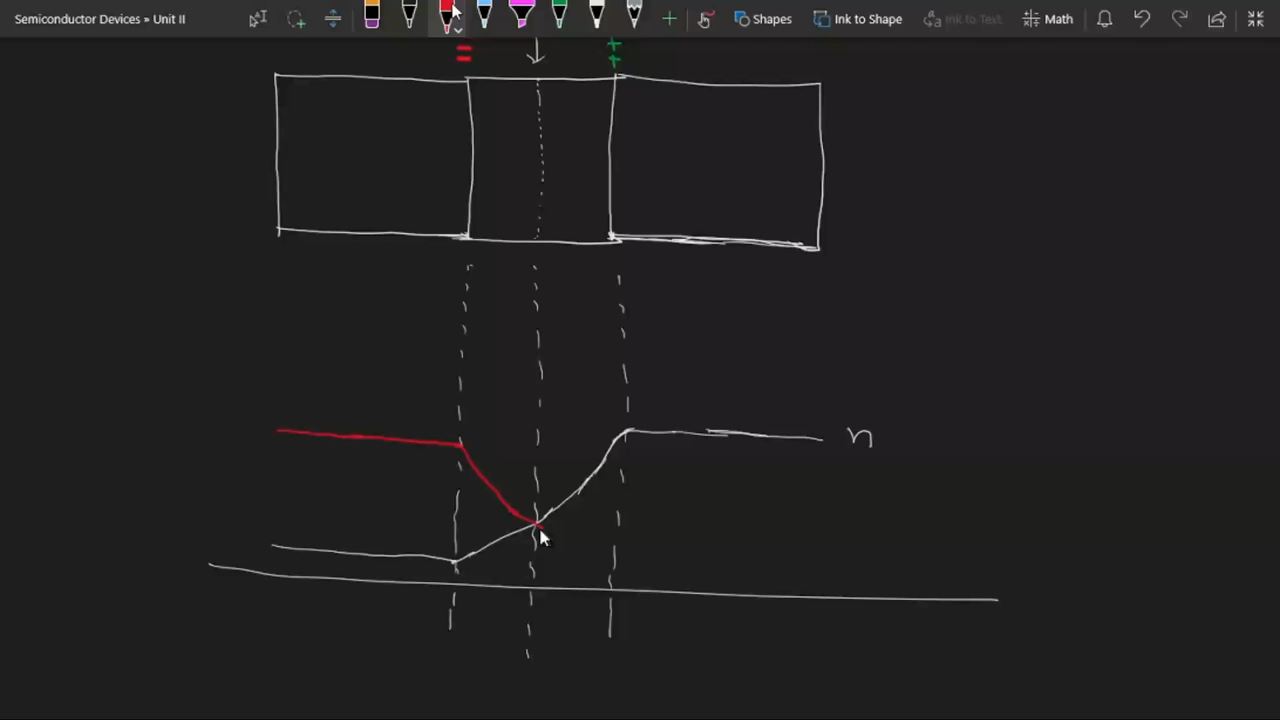 Semiconductor Devices » Unit II
Shapes
Ink to Shape
Ink to Text
Math
n